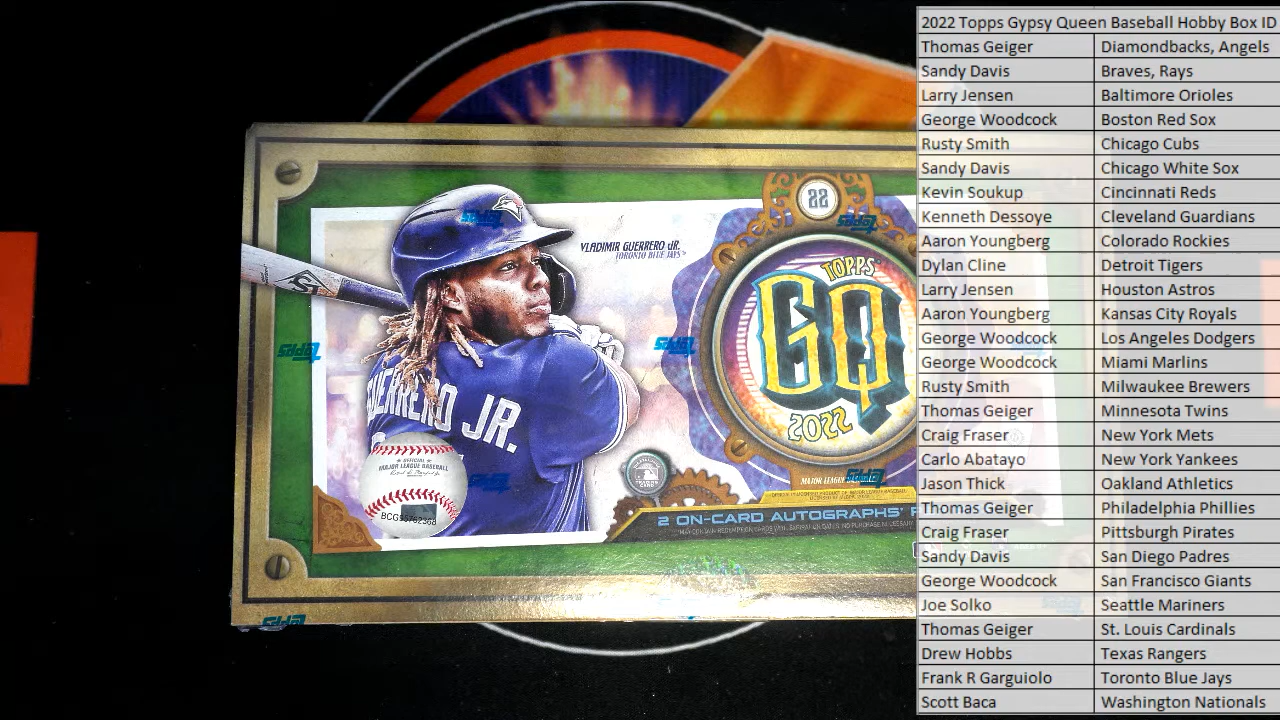 2022 Topps Gypsy Queen Baseball Hobby Box ID
Thomas Geiger Diamondbacks, Angels
Sandy Davis Braves, Rays
Larry Jensen Baltimore Orioles
George Woodcock Boston Red Sox
Rusty Smith Chicago Cubs
Sandy Davis Chicago White Sox
Kevin Soukup Cincinnati Reds
Kenneth Dessoye Cleveland Guardians
Aaron Youngberg Colorado Rockies
Dylan Cline Detroit Tigers
Larry Jensen Houston Astros
Aaron Youngberg Kansas City Royals
George Woodcock Los Angeles Dodgers
George Woodcock Miami Marlins
Rusty Smith Milwaukee Brewers
Thomas Geiger Minnesota Twins
Craig Fraser New York Mets
Carlo Abatayo New York Yankees
Jason Thick Oakland Athletics
Thomas Geiger Philadelphia Phillies
Craig Fraser Pittsburgh Pirates
Sandy Davis San Diego Padres
George Woodcock San Francisco Giants
Joe Solko Seattle Mariners
Thomas Geiger St. Louis Cardinals
Drew Hobbs Texas Rangers
Frank R Garguiolo Toronto Blue Jays
Scott Baca Washington Nationals
22
VLADIMIR GUERRERO JR.
TORONTO BLUE JAYS
TOPPS
GQ
2022
GUERRERO JR.
OFFICIAL
MAJOR LEAGUE BASEBALL
MAJOR LEAGUE
2 ON-CARD AUTOGRAPHS